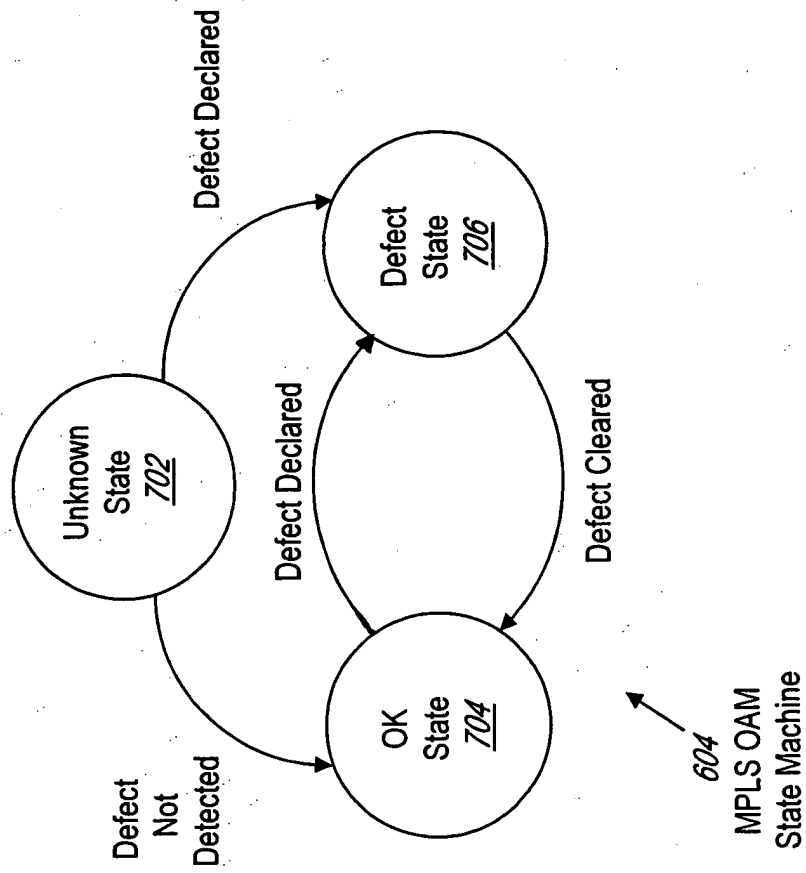 Unknown
State
702
Defect
Not
Detected
Defect Declared
Defect Declared
OK
State
704
Defect
State
706
Defect Cleared
604
MPLS OAM
State Machine